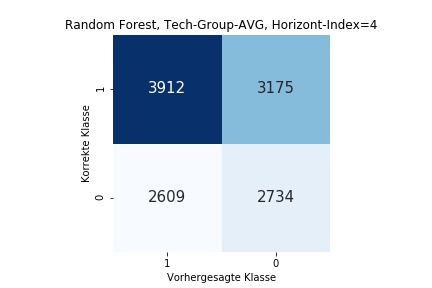 Random Forest, Tech-Group-AVG, Horizont-Index=4
3912 3175
1
Korrekte Klasse
2609 2734
0
1 0
Vorhergesagte Klasse